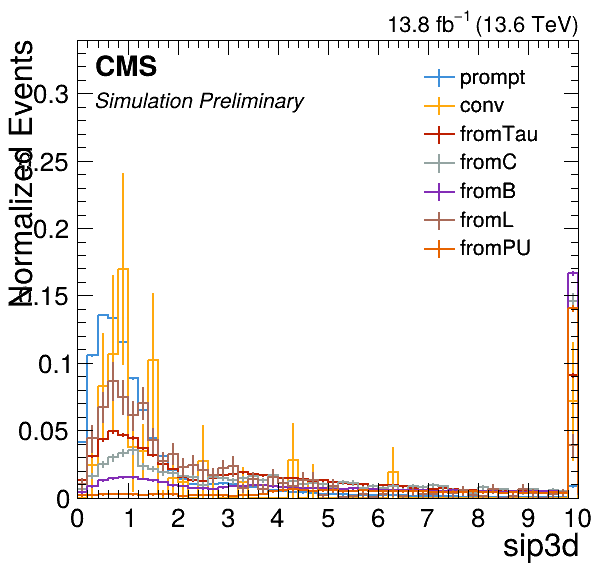 13.8 fb⁻¹ (13.6 TeV)
CMS
Simulation Preliminary
prompt
conv
fromTau
fromC
fromB
fromL
fromPU
Normalized Events
0.3
0.25
0.2
0.15
0.1
0.05
0
0 1 2 3 4 5 6 7 8 9 10
sip3d